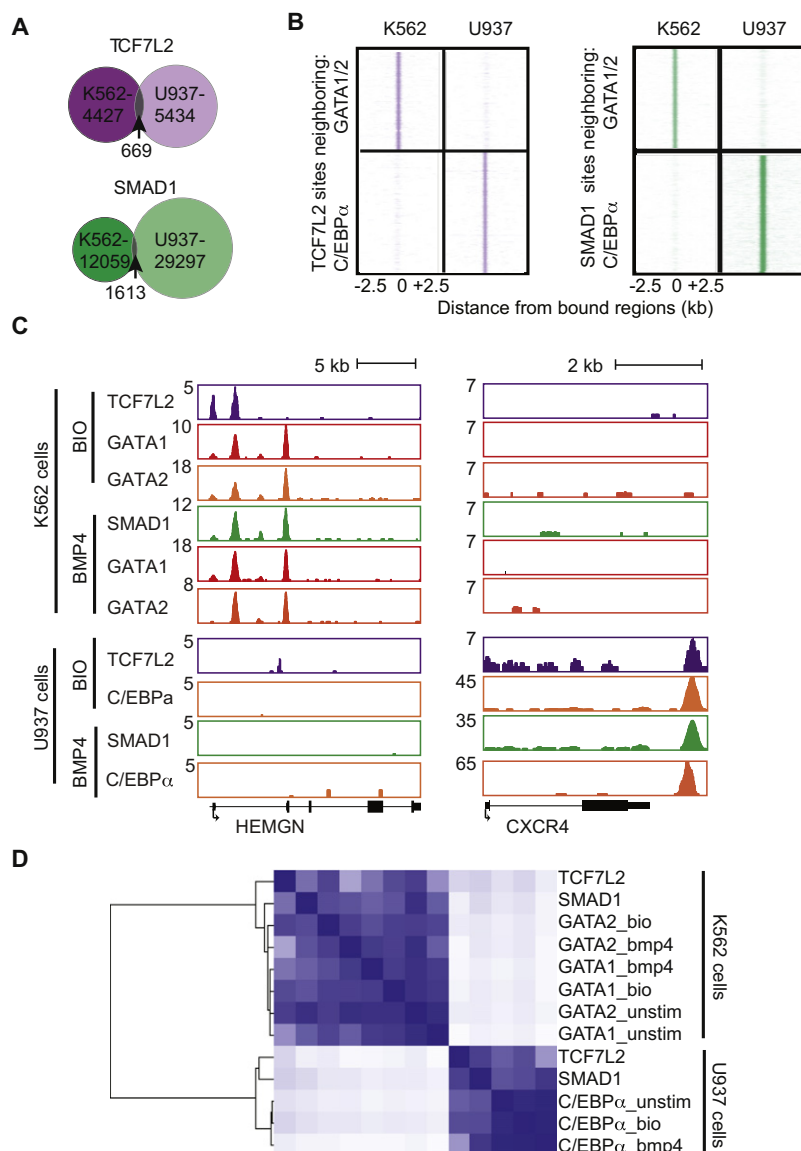 A
TCF7L2
K562-
4427
U937-
5434
669
SMAD1
K562-
12059
U937-
29297
1613
B
K562 U937
TCF7L2 sites neighboring:
GATA1/2
C/EBPα
K562 U937
SMAD1 sites neighboring:
GATA1/2
C/EBPα
-2.5 0 +2.5
-2.5 0 +2.5
Distance from bound regions (kb)
C
5 kb
2 kb
K562 cells
BIO
TCF7L2 5 7
GATA1 10 7
GATA2 18 7
BMP4
SMAD1 12 7
GATA1 18 7
GATA2 8 7
U937 cells
BIO
TCF7L2 5 7
C/EBPa 5 45
BMP4
SMAD1 5 35
C/EBPα 5 65
HEMGN
CXCR4
D
TCF7L2
SMAD1
GATA2_bio
GATA2_bmp4
GATA1_bmp4
GATA1_bio
GATA2_unstim
GATA1_unstim
K562 cells
TCF7L2
SMAD1
C/EBPα_unstim
C/EBPα_bio
C/EBPα_bmp4
U937 cells